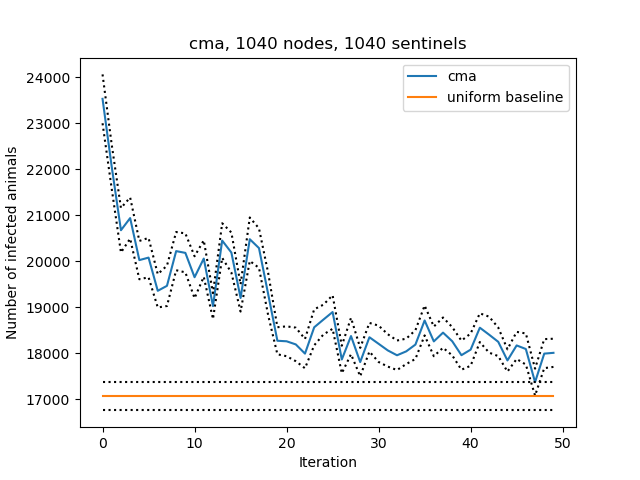 cma, 1040 nodes, 1040 sentinels
cma
uniform baseline
Number of infected animals
24000
23000
22000
21000
20000
19000
18000
17000
0
10
20
30
40
50
Iteration